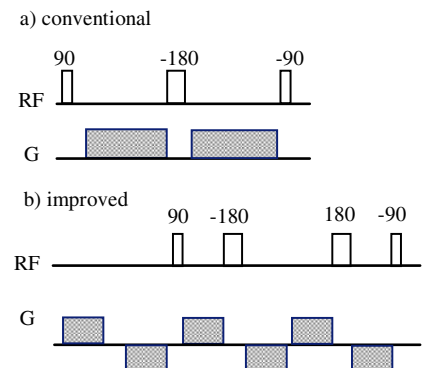 a) conventional
90 -180 -90
RF
G
b) improved
90 -180 180 -90
RF
G